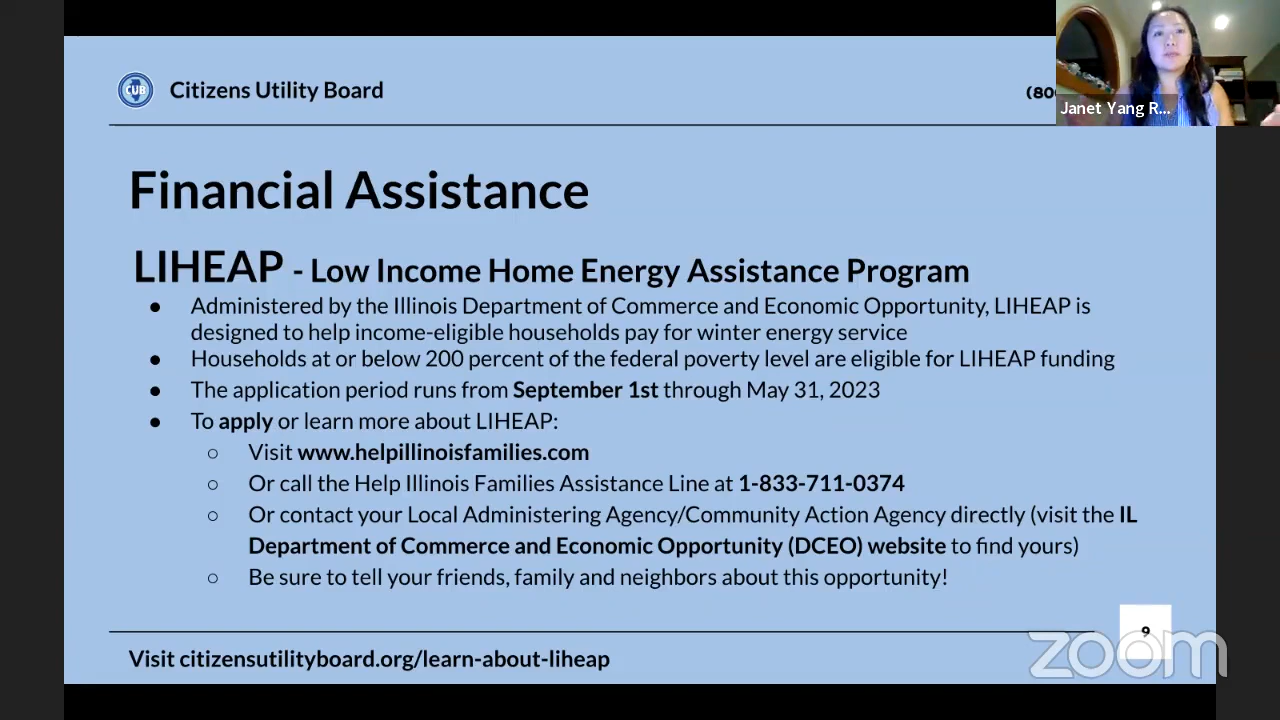 CUB
Citizens Utility Board
(80
Janet Yang R...
Financial Assistance
LIHEAP - Low Income Home Energy Assistance Program
● Administered by the Illinois Department of Commerce and Economic Opportunity, LIHEAP is
designed to help income-eligible households pay for winter energy service
● Households at or below 200 percent of the federal poverty level are eligible for LIHEAP funding
● The application period runs from September 1st through May 31, 2023
● To apply or learn more about LIHEAP:
○ Visit www.helpillinoisfamilies.com
○ Or call the Help Illinois Families Assistance Line at 1-833-711-0374
○ Or contact your Local Administering Agency/Community Action Agency directly (visit the IL
Department of Commerce and Economic Opportunity (DCEO) website to find yours)
○ Be sure to tell your friends, family and neighbors about this opportunity!
9
zoom
Visit citizensutilityboard.org/learn-about-liheap